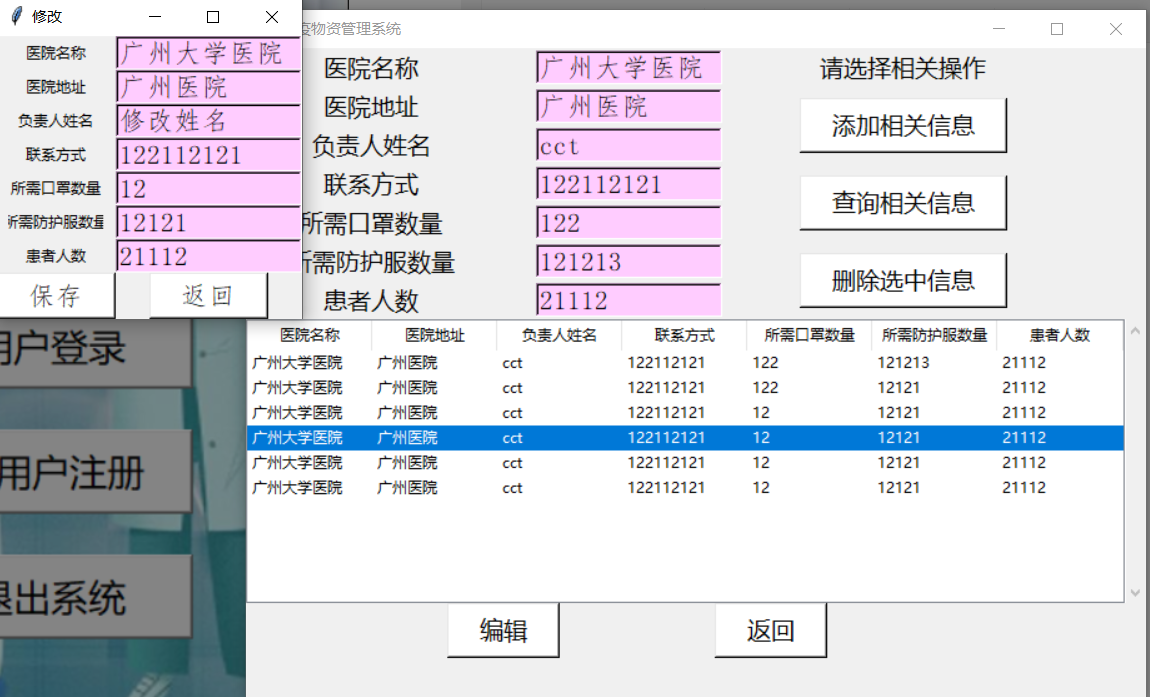 修改
医院名称 广州大学医院
医院地址 广州医院
负责人姓名 修改姓名
联系方式 122112121
所需口罩数量 12
所需防护服数量 12121
患者人数 21112
保存 返回
疫物资管理系统
医院名称 广州大学医院
医院地址 广州医院
负责人姓名 cct
联系方式 122112121
所需口罩数量 122
所需防护服数量 121213
患者人数 21112
请选择相关操作
添加相关信息
查询相关信息
删除选中信息
医院名称 医院地址 负责人姓名 联系方式 所需口罩数量 所需防护服数量 患者人数
广州大学医院 广州医院 cct 122112121 122 121213 21112
广州大学医院 广州医院 cct 122112121 122 12121 21112
广州大学医院 广州医院 cct 122112121 12 12121 21112
广州大学医院 广州医院 cct 122112121 12 12121 21112
广州大学医院 广州医院 cct 122112121 12 12121 21112
广州大学医院 广州医院 cct 122112121 12 12121 21112
编辑 返回
用户登录
用户注册
退出系统